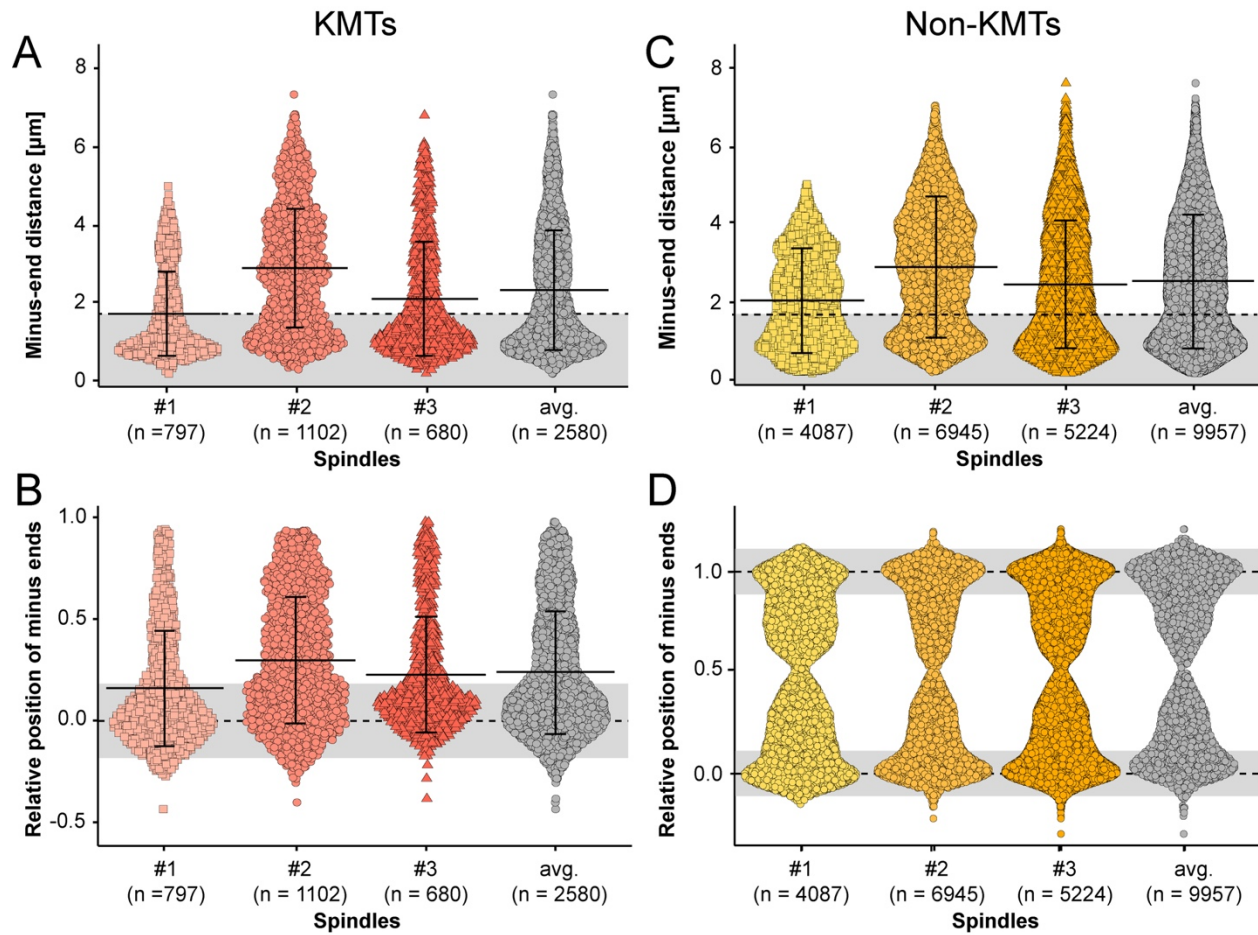 KMTs
Non-KMTs
A
Minus-end distance [µm]
8
6
4
2
0
#1
#2
#3
avg.
(n =797)
(n = 1102)
(n = 680)
(n = 2580)
Spindles
C
Minus-end distance [µm]
8
6
4
2
0
#1
#2
#3
avg.
(n = 4087)
(n = 6945)
(n = 5224)
(n = 9957)
Spindles
B
Relative position of minus ends
1.0
0.5
0.0
-0.5
#1
#2
#3
avg.
(n =797)
(n = 1102)
(n = 680)
(n = 2580)
Spindles
D
Relative position of minus ends
1.0
0.5
0.0
#1
#2
#3
avg.
(n = 4087)
(n = 6945)
(n = 5224)
(n = 9957)
Spindles